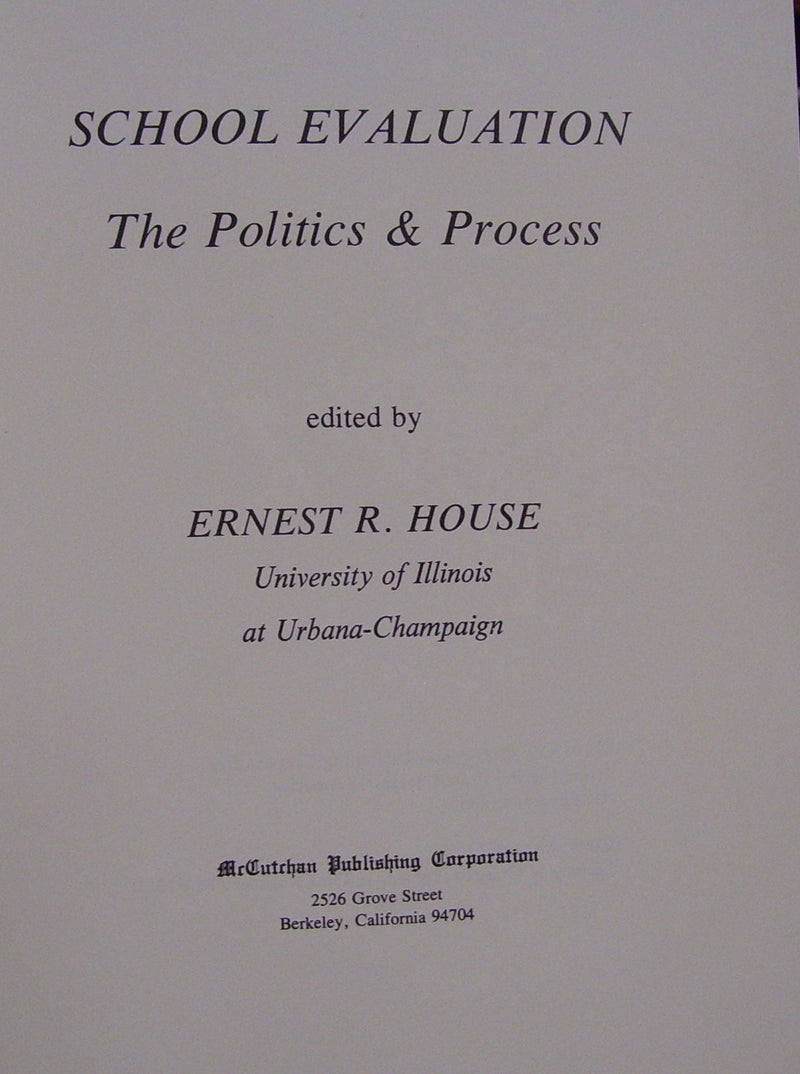 SCHOOL EVALUATION
The Politics & Process
edited by
ERNEST R. HOUSE
University of Illinois
at Urbana-Champaign
McCutchan Publishing Corporation
2526 Grove Street
Berkeley, California 94704